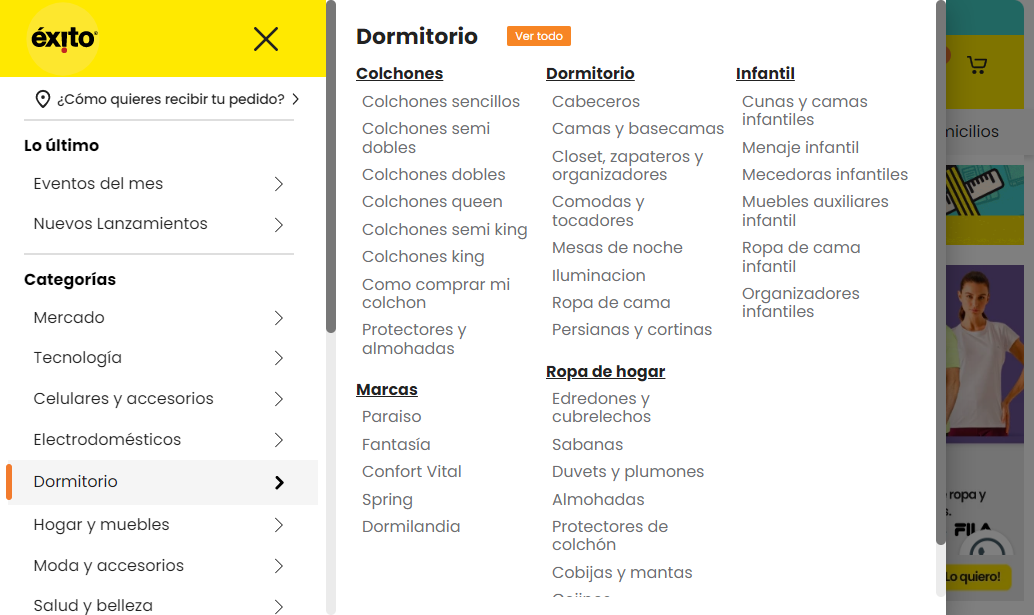 éxito
¿Cómo quieres recibir tu pedido?
Lo último
Eventos del mes
Nuevos Lanzamientos
Categorías
Mercado
Tecnología
Celulares y accesorios
Electrodomésticos
Dormitorio
Hogar y muebles
Moda y accesorios
Salud y belleza
Dormitorio
Ver todo
Colchones
Colchones sencillos
Colchones semi
dobles
Colchones dobles
Colchones queen
Colchones semi king
Colchones king
Como comprar mi
colchon
Protectores y
almohadas
Marcas
Paraiso
Fantasía
Confort Vital
Spring
Dormilandia
Dormitorio
Cabeceros
Camas y basecamas
Closet, zapateros y
organizadores
Comodas y
tocadores
Mesas de noche
Iluminacion
Ropa de cama
Persianas y cortinas
Ropa de hogar
Edredones y
cubrelechos
Sabanas
Duvets y plumones
Almohadas
Protectores de
colchón
Cobijas y mantas
Infantil
Cunas y camas
infantiles
Menaje infantil
Mecedoras infantiles
Muebles auxiliares
infantil
Ropa de cama
infantil
Organizadores
infantiles
ropa y
FILA
Lo quiero!